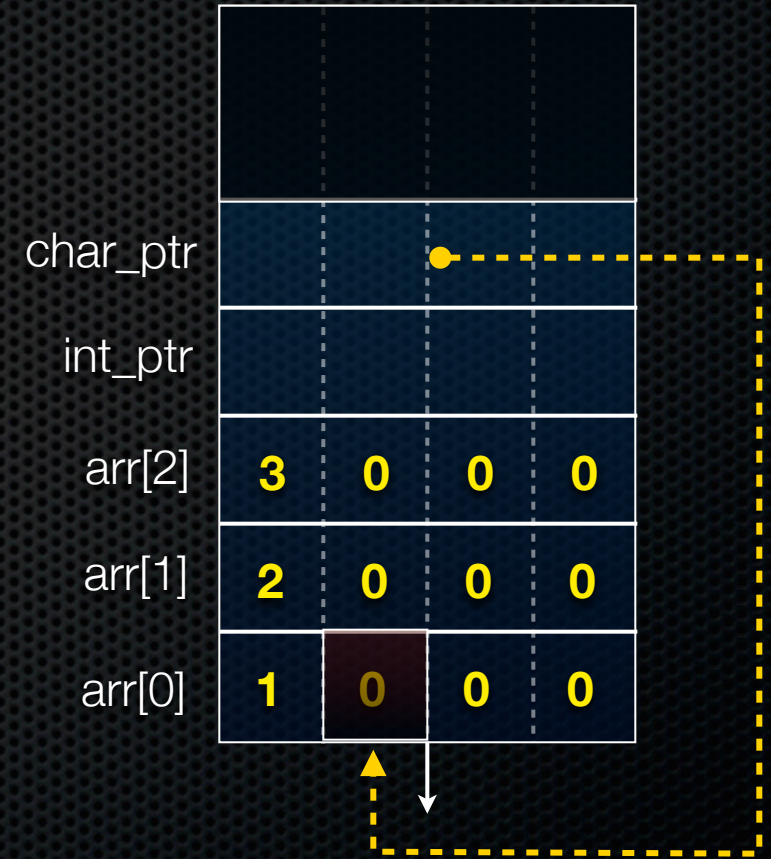 char_ptr
int_ptr
arr[2] 3 0 0 0
arr[1] 2 0 0 0
arr[0] 1 0 0 0